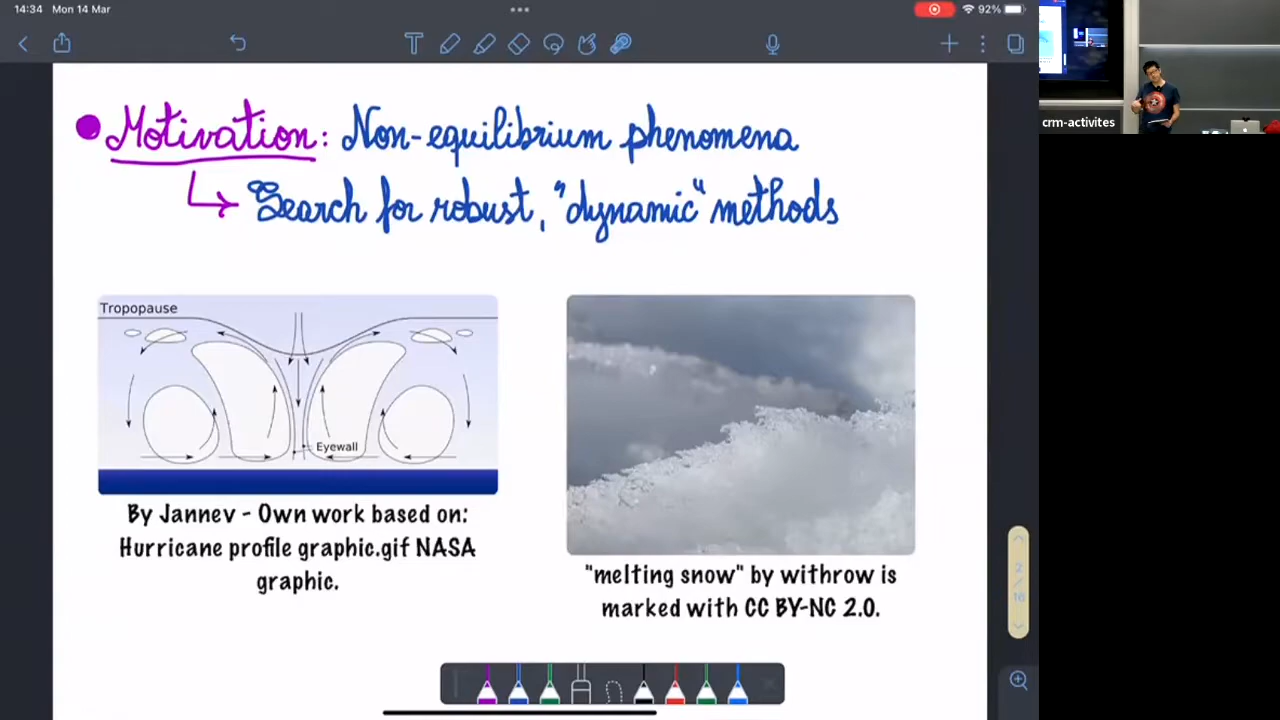 14:34 Mon 14 Mar
92%
crm-activites
Motivation: Non-equilibrium phenomena
Search for robust, "dynamic" methods
Tropopause
Eyewall
By Jannev - Own work based on:
Hurricane profile graphic.gif NASA
graphic.
"melting snow" by withrow is
marked with CC BY-NC 2.0.
2 / 16